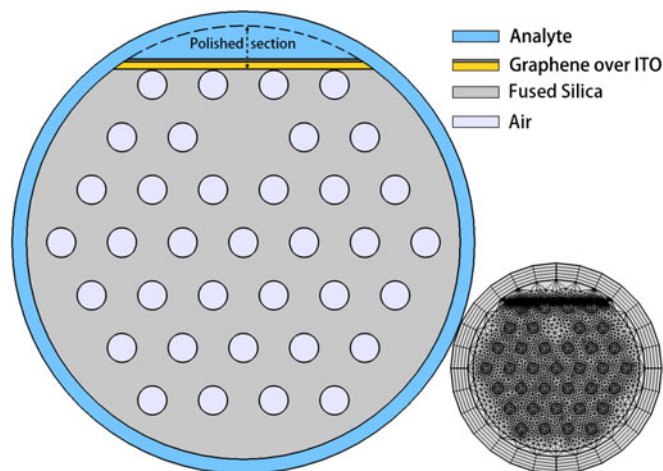 Polished section
Analyte
Graphene over ITO
Fused Silica
Air